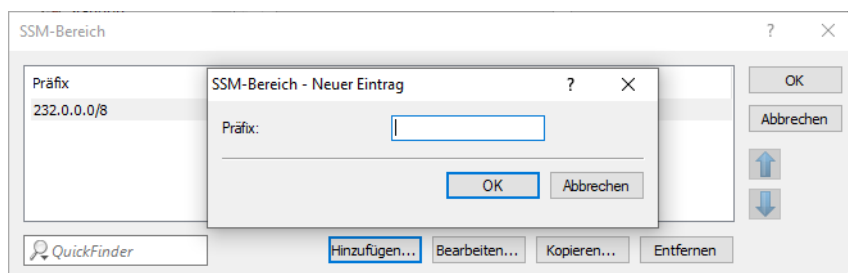 SSM-Bereich
Präfix
232.0.0.0/8
SSM-Bereich - Neuer Eintrag
Präfix:
OK
Abbrechen
OK
Abbrechen
QuickFinder
Hinzufügen...
Bearbeiten...
Kopieren...
Entfernen